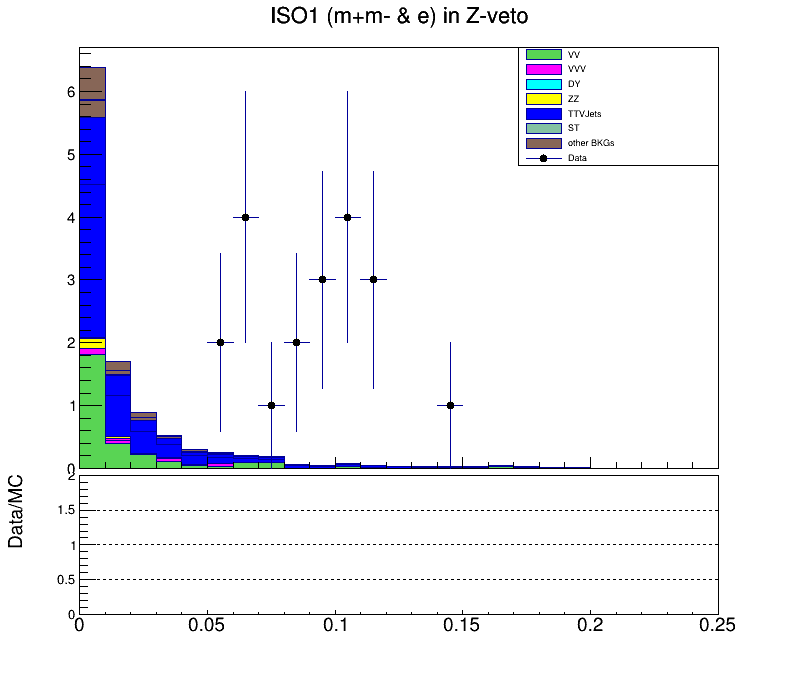 ISO1 (m+m- & e) in Z-veto
VV
VVV
DY
ZZ
TTVJets
ST
other BKGs
Data
6
5
4
3
2
1
0
Data/MC
2
1.5
1
0.5
0
0 0.05 0.1 0.15 0.2 0.25